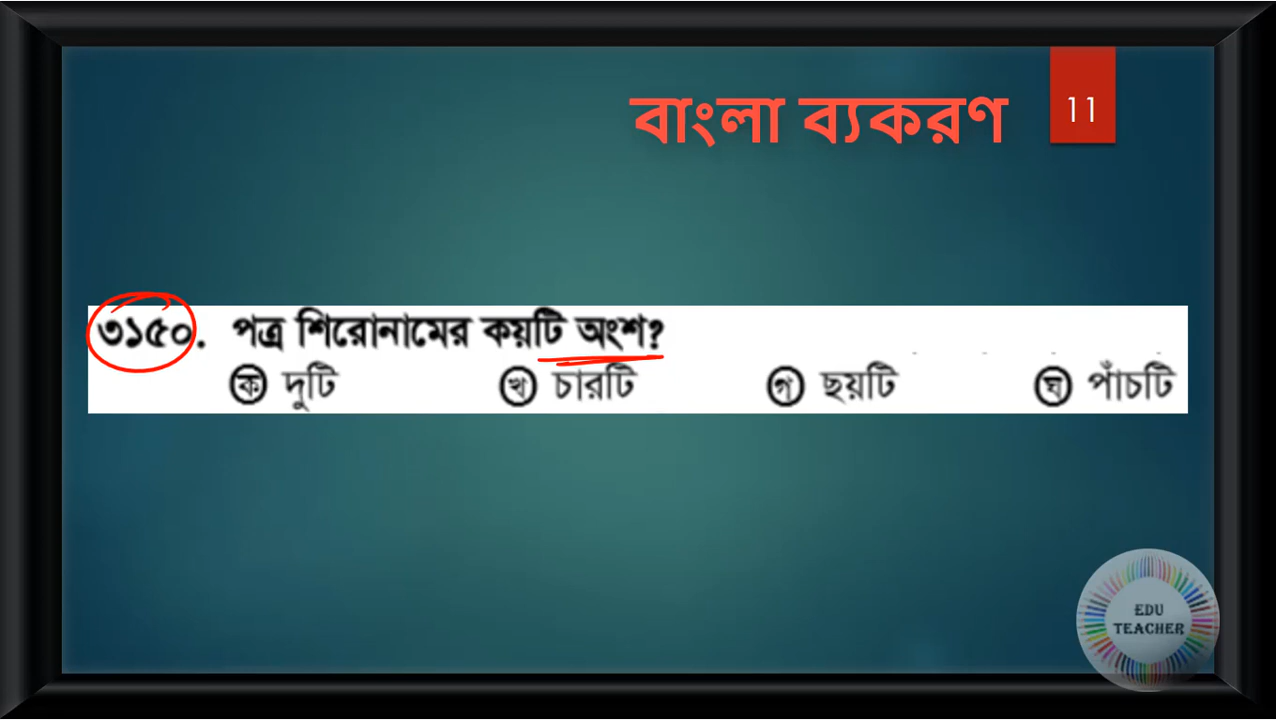 বাংলা ব্যকরণ
11
৩১৫০. পত্র শিরোনামের কয়টি অংশ?
ক দুটি খ চারটি গ ছয়টি ঘ পাঁচটি
EDU
TEACHER